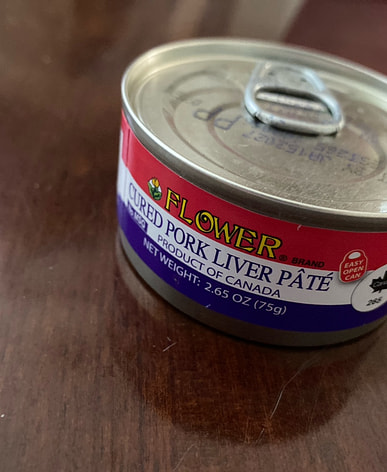 FLOWER ® BRAND
CURED PORK LIVER PÂTÉ
PRODUCT OF CANADA
NET WEIGHT: 2.65 OZ (75g)
EASY
OPEN
CAN